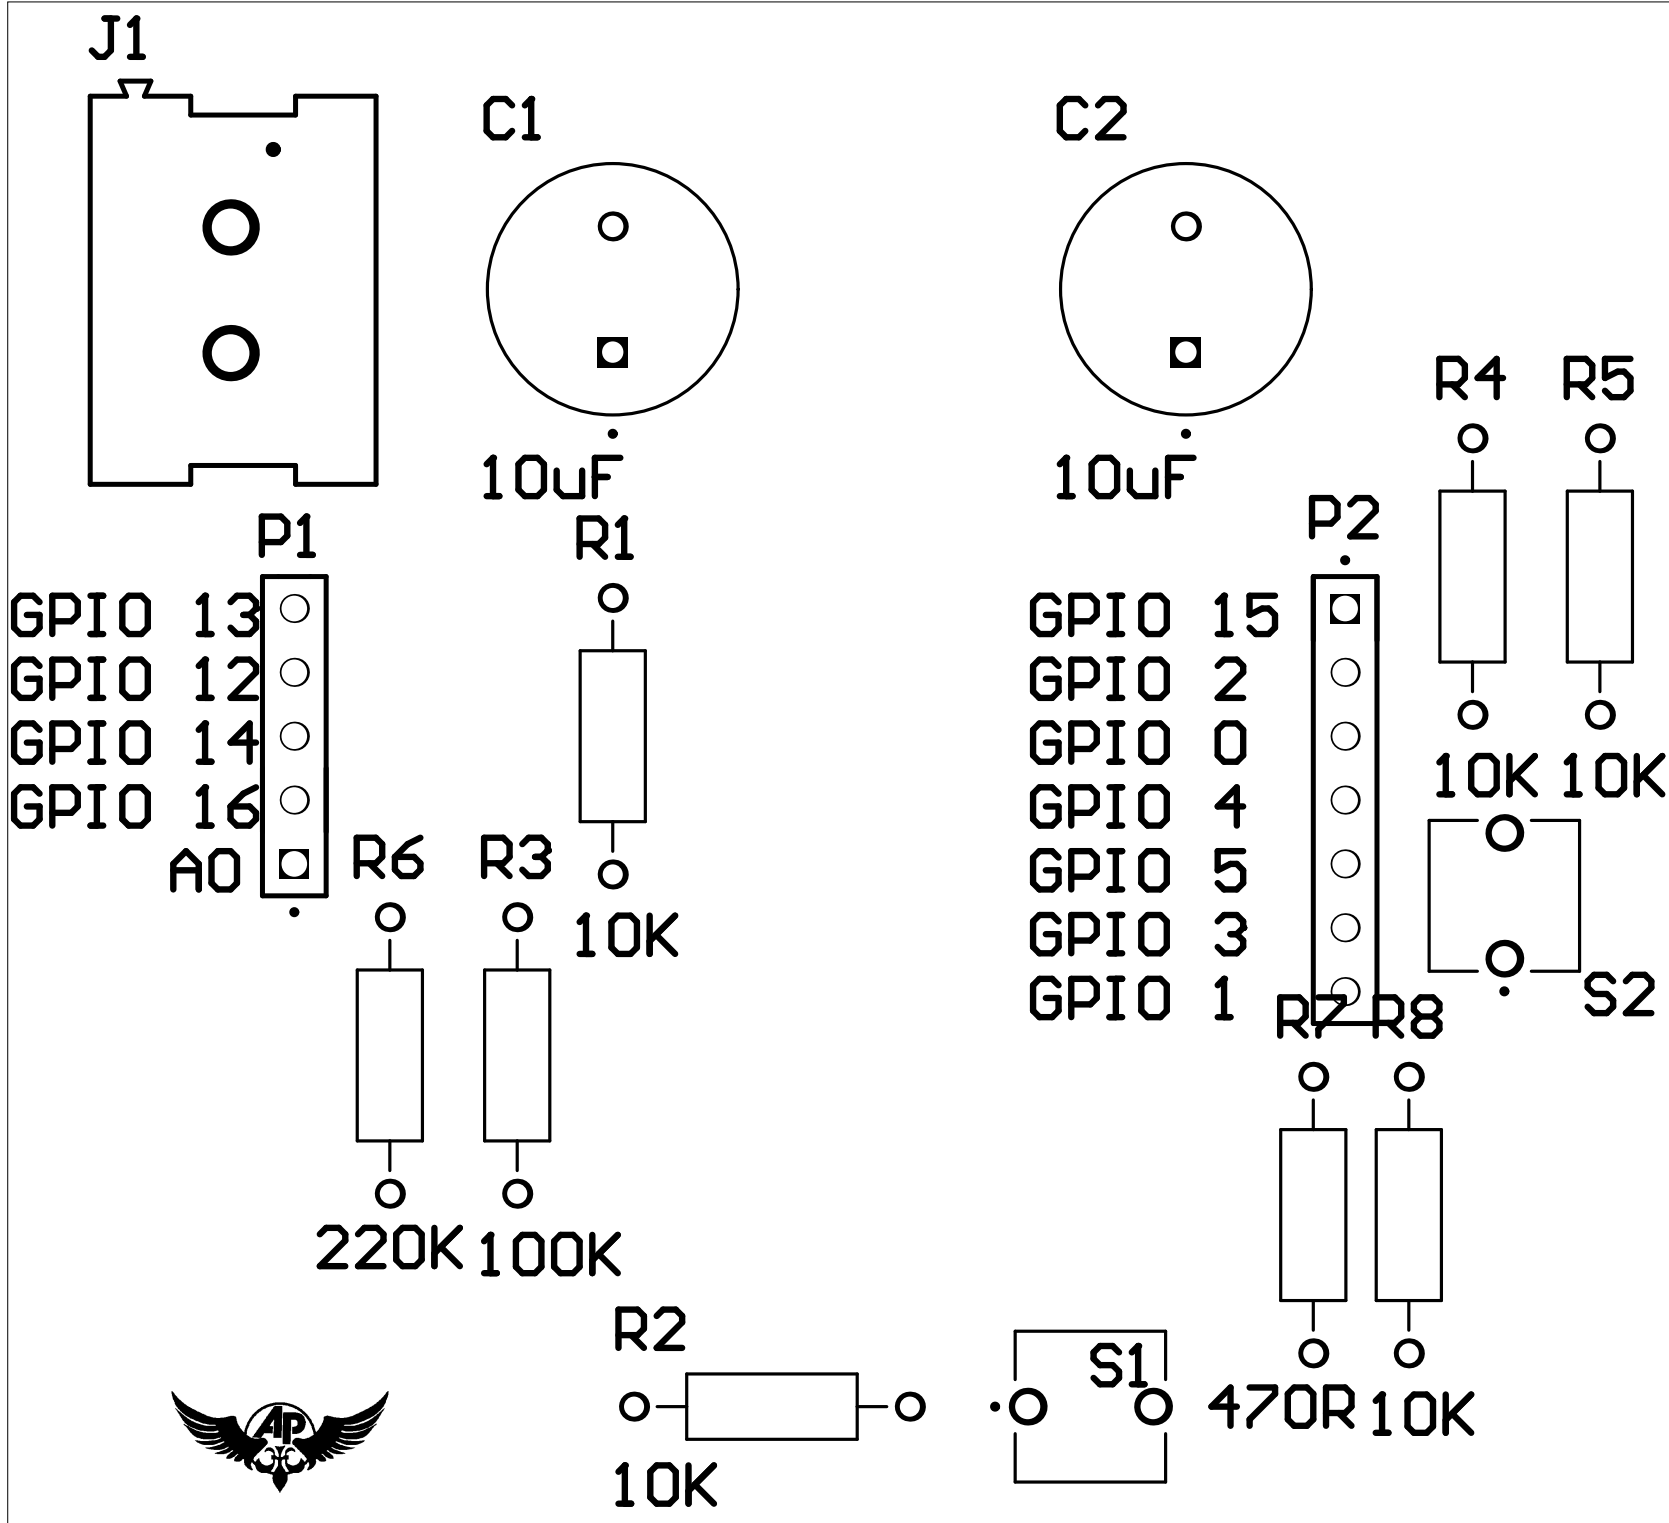 J1
C1
C2
10uF
10uF
R4
R5
P1
R1
P2
GPIO 13
GPIO 12
GPIO 14
GPIO 16
A0
GPIO 15
GPIO 2
GPIO 0
GPIO 4
GPIO 5
GPIO 3
GPIO 1
10K
10K
R6
R3
10K
S2
R7
R8
220K
100K
R2
S1
470R
10K
10K
AP